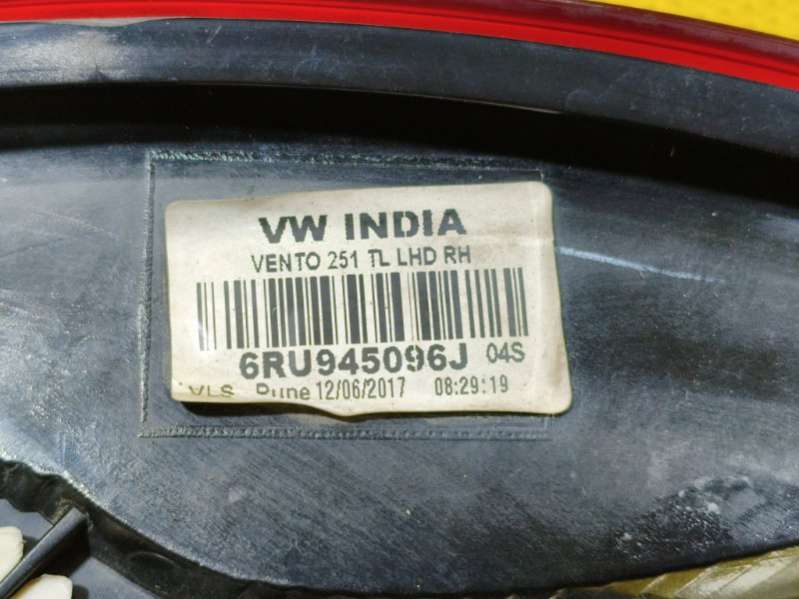 VW INDIA
VENTO 251 TL LHD RH
6RU945096J 04S
VLS Pune 12/06/2017 08:29:19